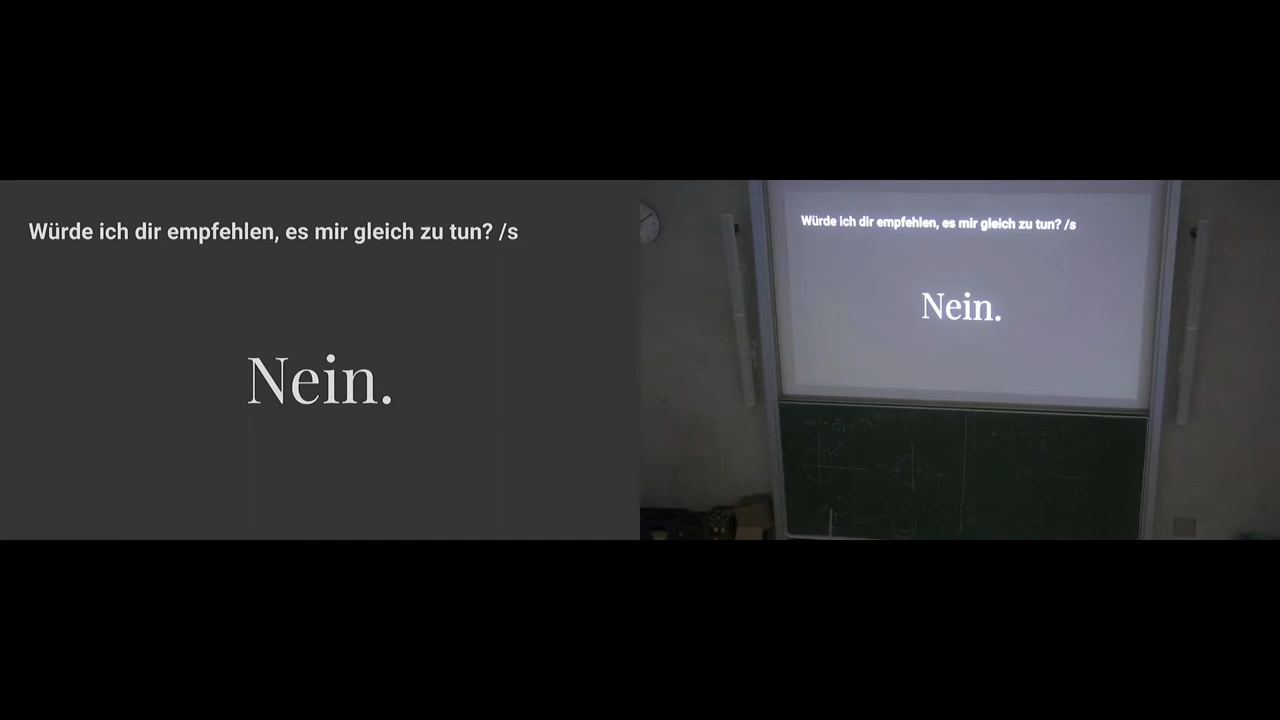 Würde ich dir empfehlen, es mir gleich zu tun? /s
Nein.
Würde ich dir empfehlen, es mir gleich zu tun? /s
Nein.